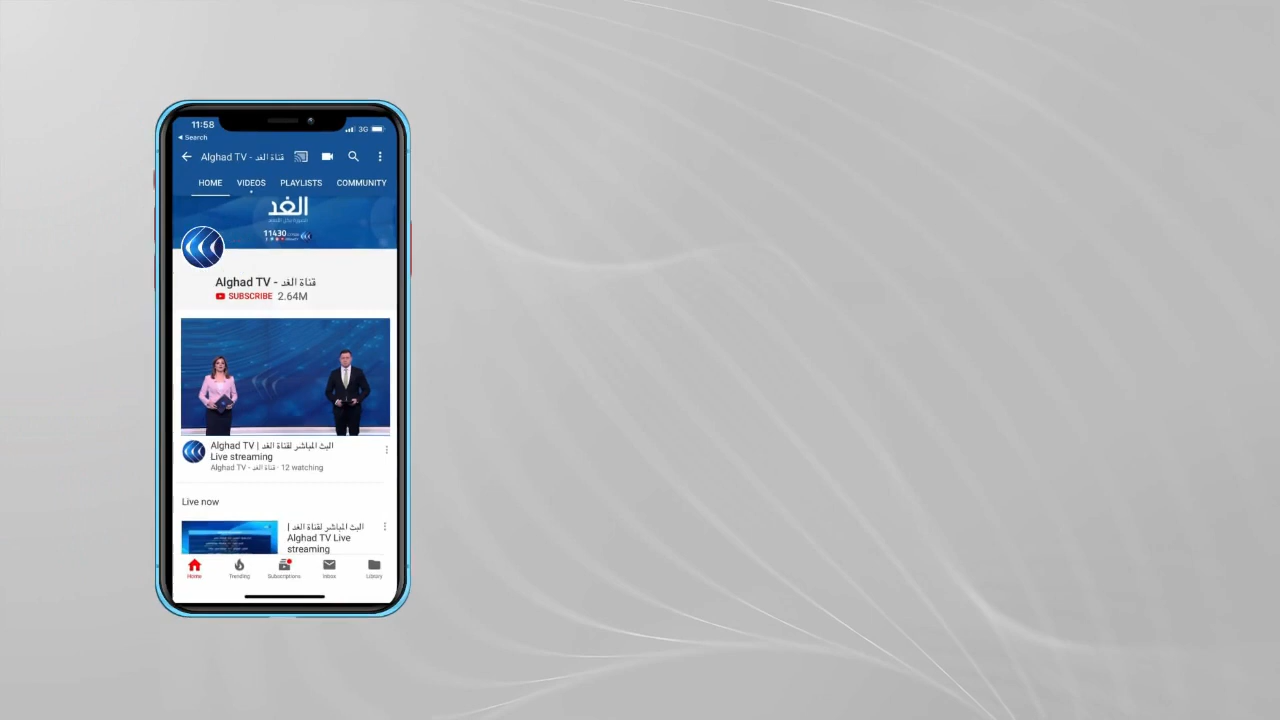 11:58
3G
Search
Alghad TV - قناة الغد
HOME VIDEOS PLAYLISTS COMMUNITY
الغد
11430
Alghad TV - قناة الغد
SUBSCRIBE 2.64M
Alghad TV | البث المباشر لقناة الغد
Live streaming
Alghad TV - قناة الغد · 12 watching
Live now
البث المباشر لقناة الغد |
Alghad TV Live
streaming
Home Trending Subscriptions Inbox Library